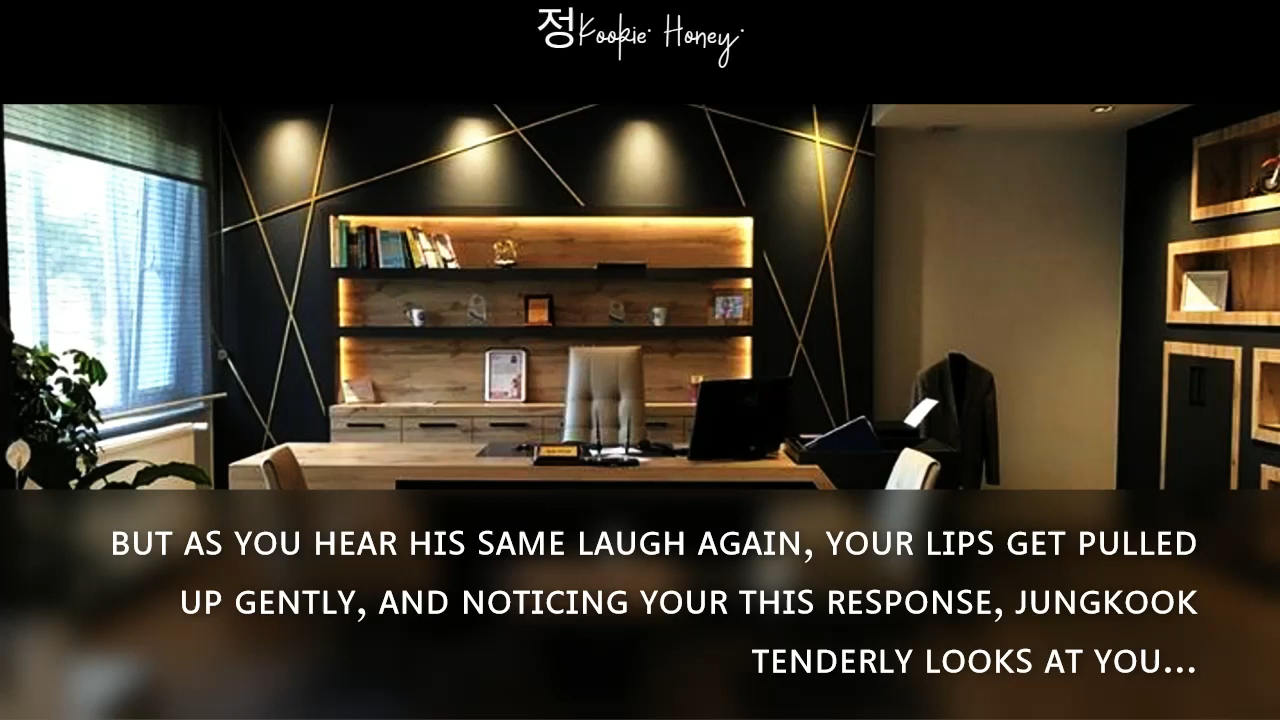 정Kookie Honey
BUT AS YOU HEAR HIS SAME LAUGH AGAIN, YOUR LIPS GET PULLED
UP GENTLY, AND NOTICING YOUR THIS RESPONSE, JUNGKOOK
TENDERLY LOOKS AT YOU...